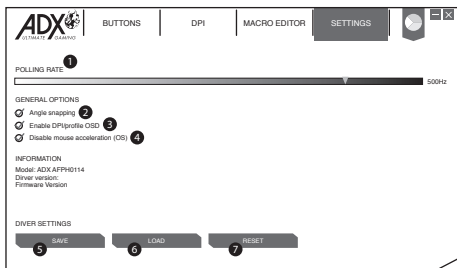 ADX
ULTIMATE GAMING
BUTTONS
DPI
MACRO EDITOR
SETTINGS
POLLING RATE 1
500Hz
GENERAL OPTIONS
Angle snapping 2
Enable DPI/profile OSD 3
Disable mouse acceleration (OS) 4
INFORMATION
Model: ADX AFPH0114
Dirver version:
Firmware Version
DIVER SETTINGS
SAVE
LOAD
RESET
5
6
7